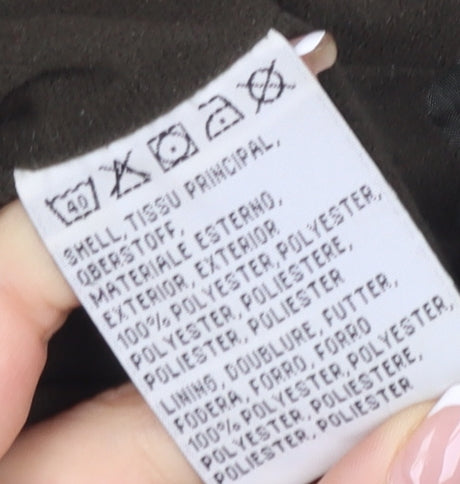 40
SHELL, TISSU PRINCIPAL,
OBERSTOFF,
MATERIALE ESTERNO,
EXTERIOR, EXTERIOR
100% POLYESTER, POLYESTER,
POLYESTER, POLIESTERE,
POLIESTER, POLIESTER
LINING, DOUBLURE, FUTTER,
FODERA, FORRO, FORRO
100% POLYESTER, POLYESTER,
POLYESTER, POLIESTERE,
POLIESTER, POLIESTER